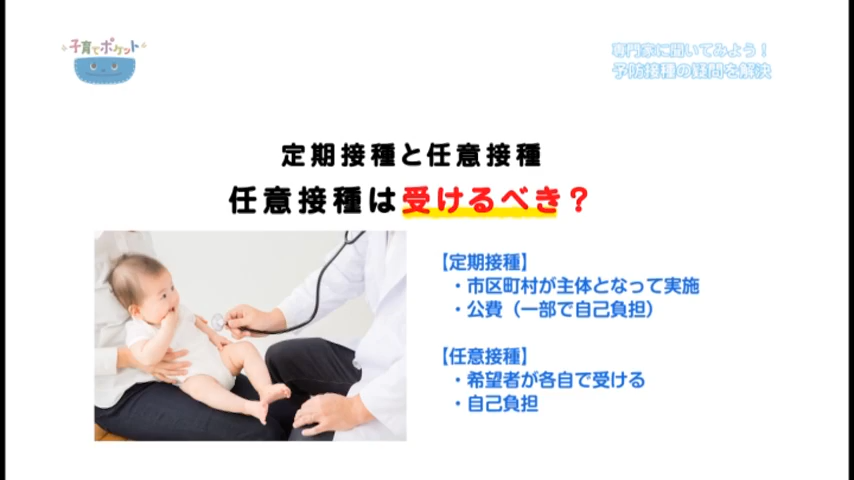 子育てポケット
専門家に聞いてみよう！
予防接種の疑問を解決
定期接種と任意接種
任意接種は受けるべき？
【定期接種】
・市区町村が主体となって実施
・公費（一部で自己負担）
【任意接種】
・希望者が各自で受ける
・自己負担